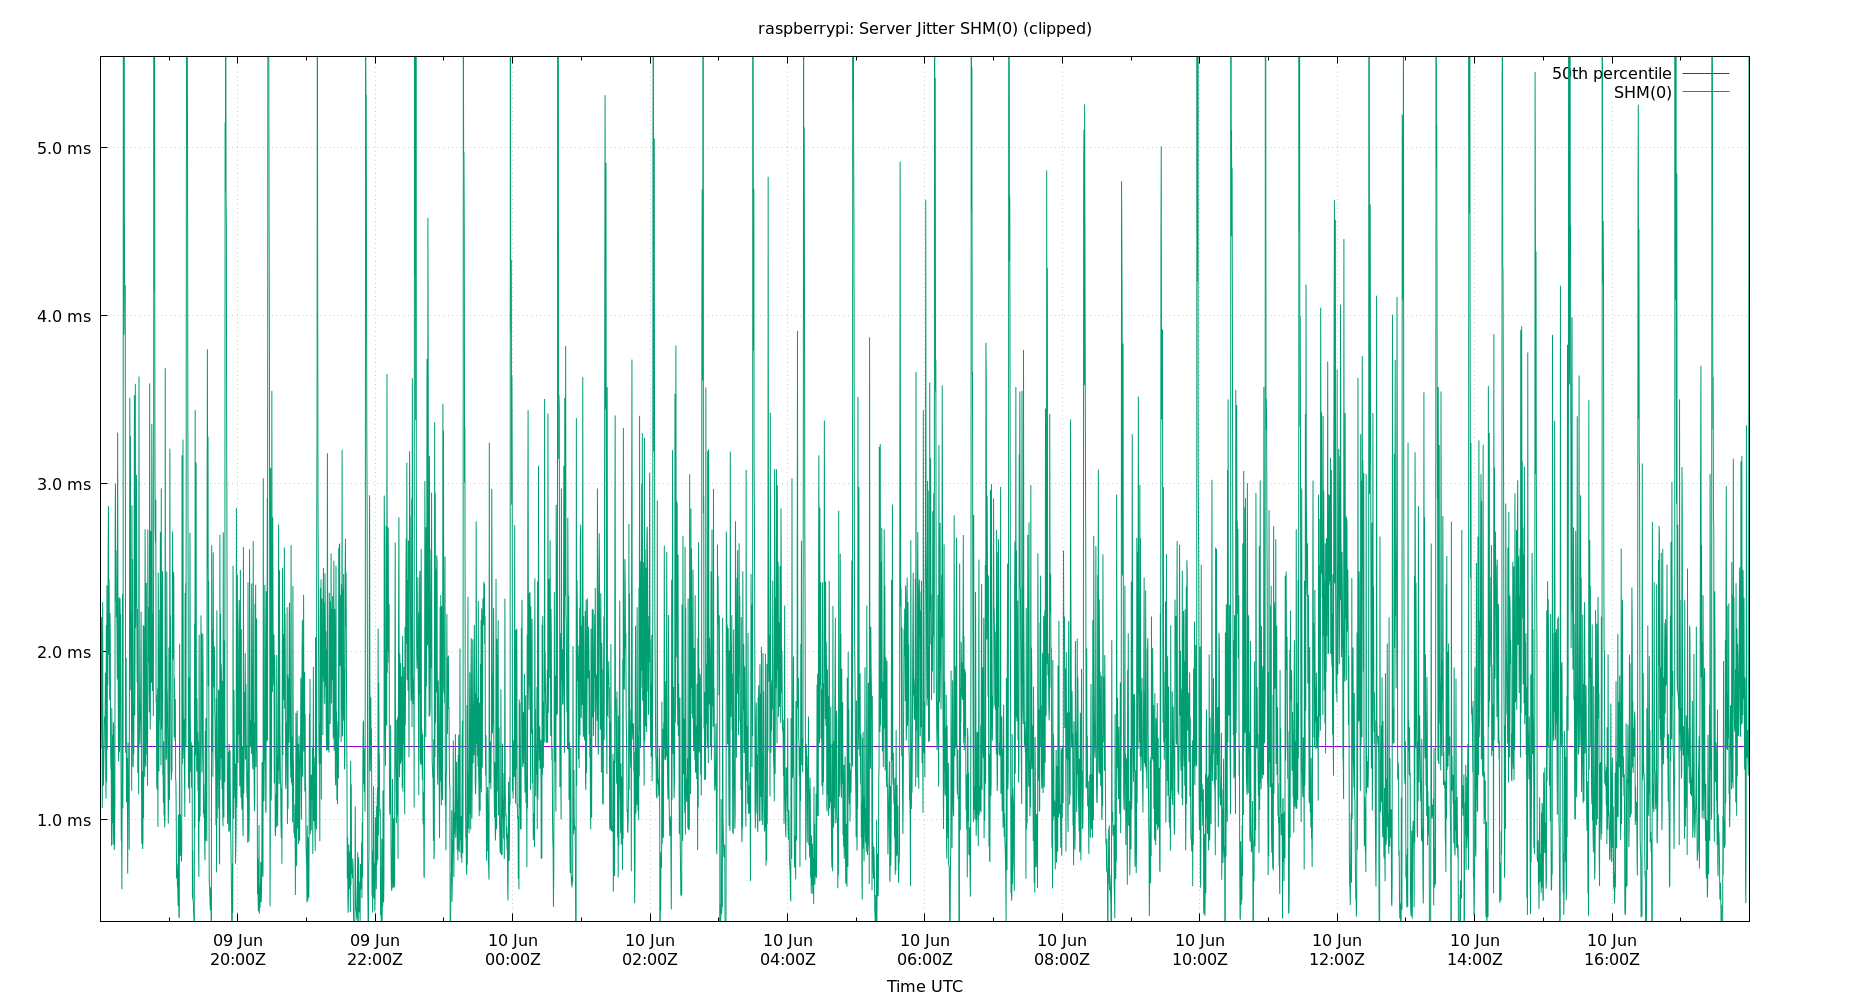 raspberrypi: Server Jitter SHM(0) (clipped)
50th percentile
SHM(0)
5.0 ms
4.0 ms
3.0 ms
2.0 ms
1.0 ms
09 Jun 09 Jun 10 Jun 10 Jun 10 Jun 10 Jun 10 Jun 10 Jun 10 Jun 10 Jun 10 Jun
20:00Z 22:00Z 00:00Z 02:00Z 04:00Z 06:00Z 08:00Z 10:00Z 12:00Z 14:00Z 16:00Z
Time UTC